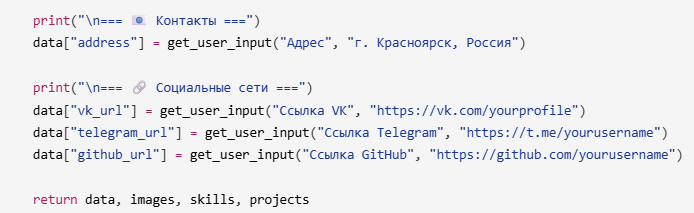 print("\n=== 📧 Контакты ===")
data["address"] = get_user_input("Адрес", "г. Красноярск, Россия")
print("\n=== 🔗 Социальные сети ===")
data["vk_url"] = get_user_input("Ссылка VK", "https://vk.com/yourprofile")
data["telegram_url"] = get_user_input("Ссылка Telegram", "https://t.me/yourusername")
data["github_url"] = get_user_input("Ссылка GitHub", "https://github.com/yourusername")
return data, images, skills, projects